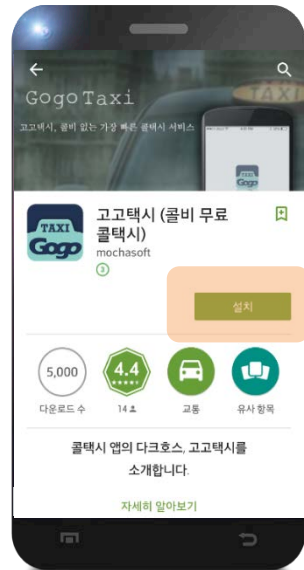 GogoTaxi
TAXI
고고택시, 콜비 없는 가장 빠른 콜택시 서비스
Gogo
TAXI
Gogo
고고택시 (콜비 무료
콜택시)
mochasoft
3
설치
5,000
4.4
다운로드 수
14
교통
유사 항목
콜택시 앱의 다크호스, 고고택시를
소개합니다.
자세히 알아보기